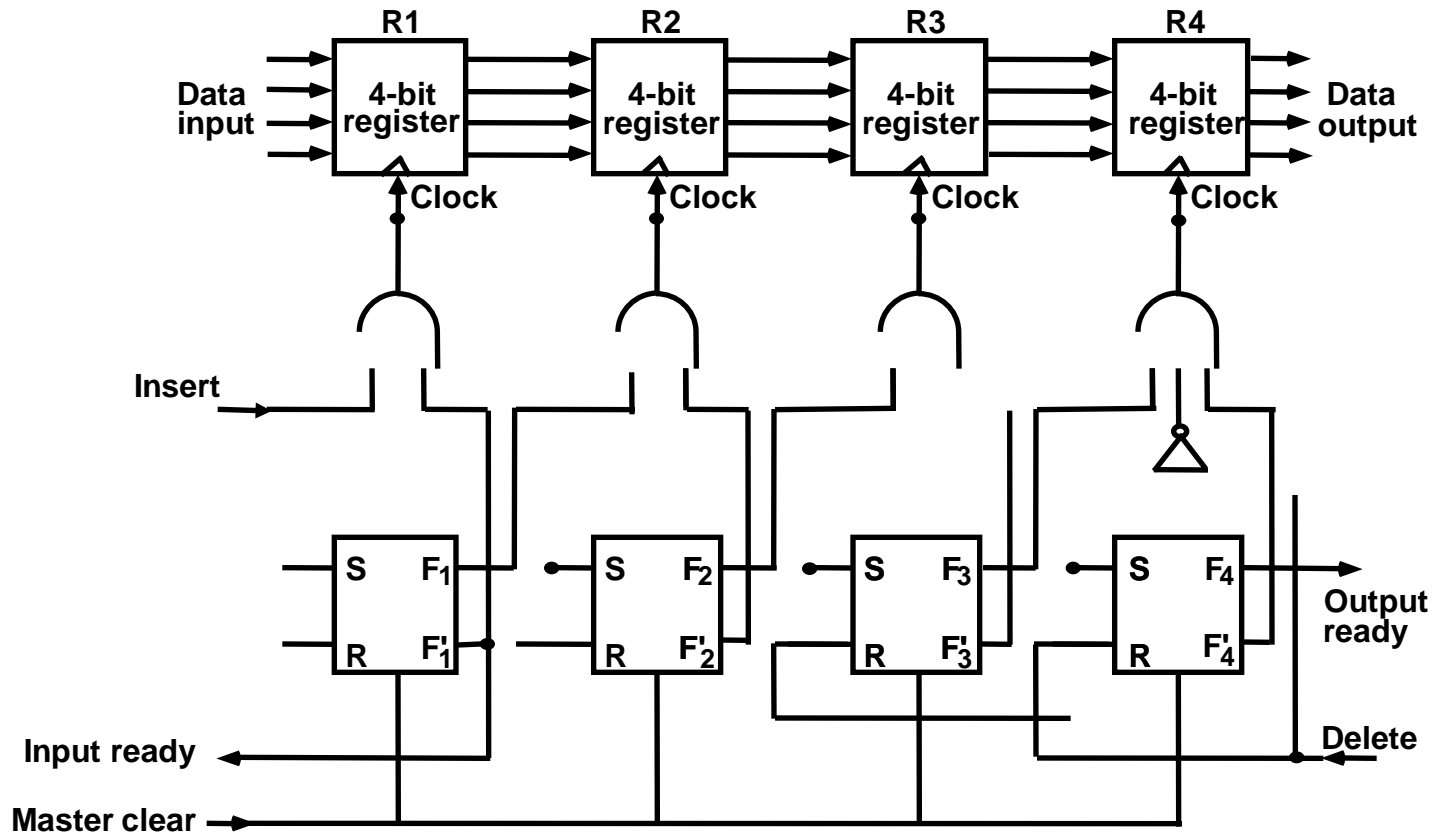 R1 R2 R3 R4
Data
input
4-bit
register
4-bit
register
4-bit
register
4-bit
register
Data
output
Clock Clock Clock Clock
Insert
S F1
R F'1
S F2
R F'2
S F3
R F'3
S F4
R F'4
Output
ready
Input ready
Delete
Master clear